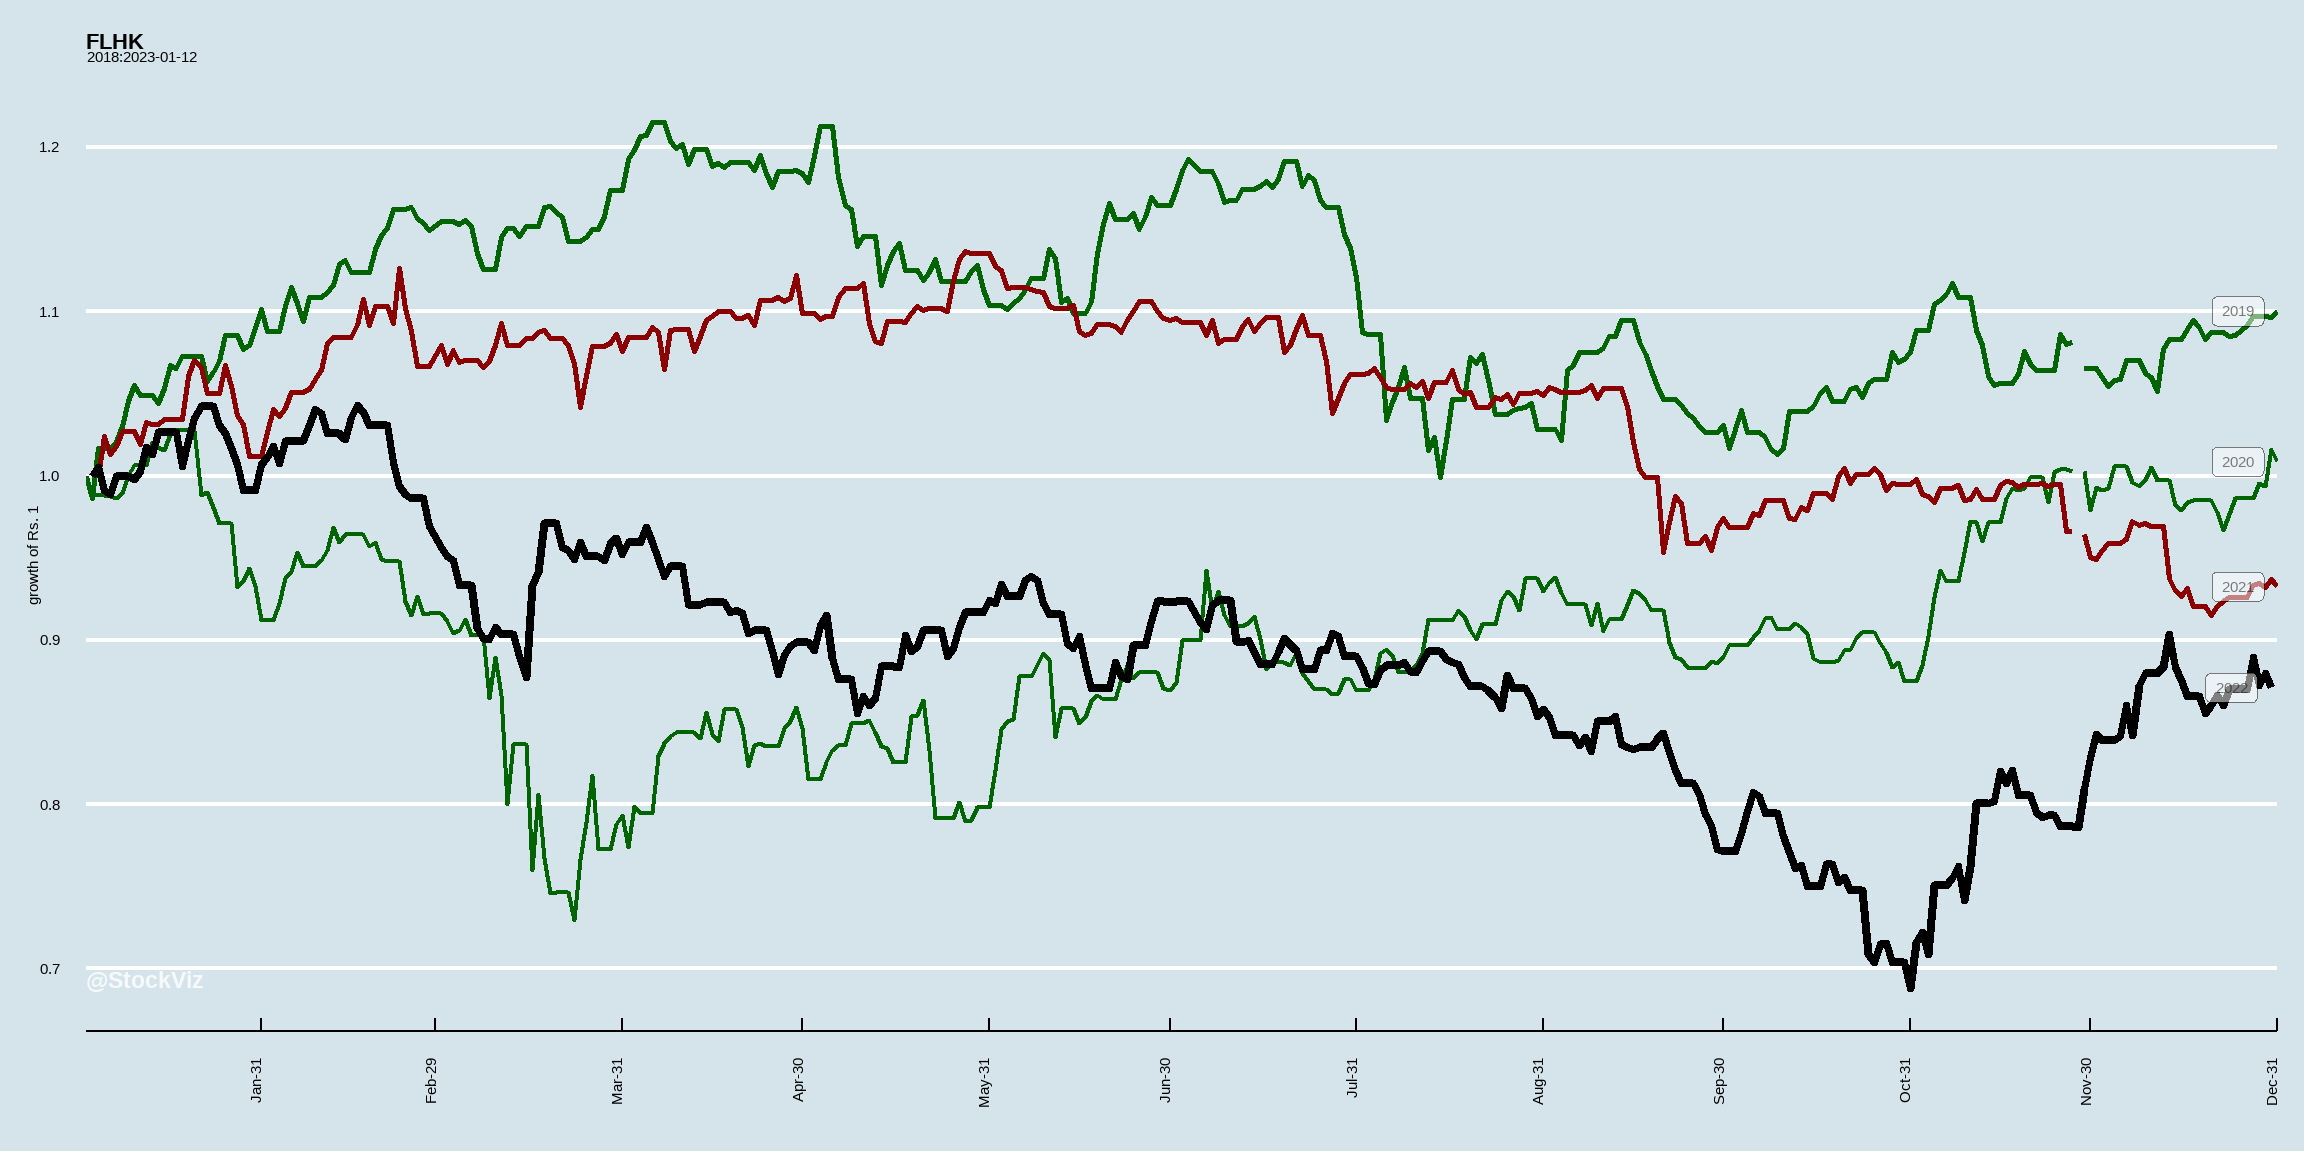 FLHK
2018:2023-01-12
1.2
1.1
1.0
0.9
0.8
0.7
growth of Rs. 1
2019
2020
2021
2022
@StockViz
Jan-31
Feb-29
Mar-31
Apr-30
May-31
Jun-30
Jul-31
Aug-31
Sep-30
Oct-31
Nov-30
Dec-31